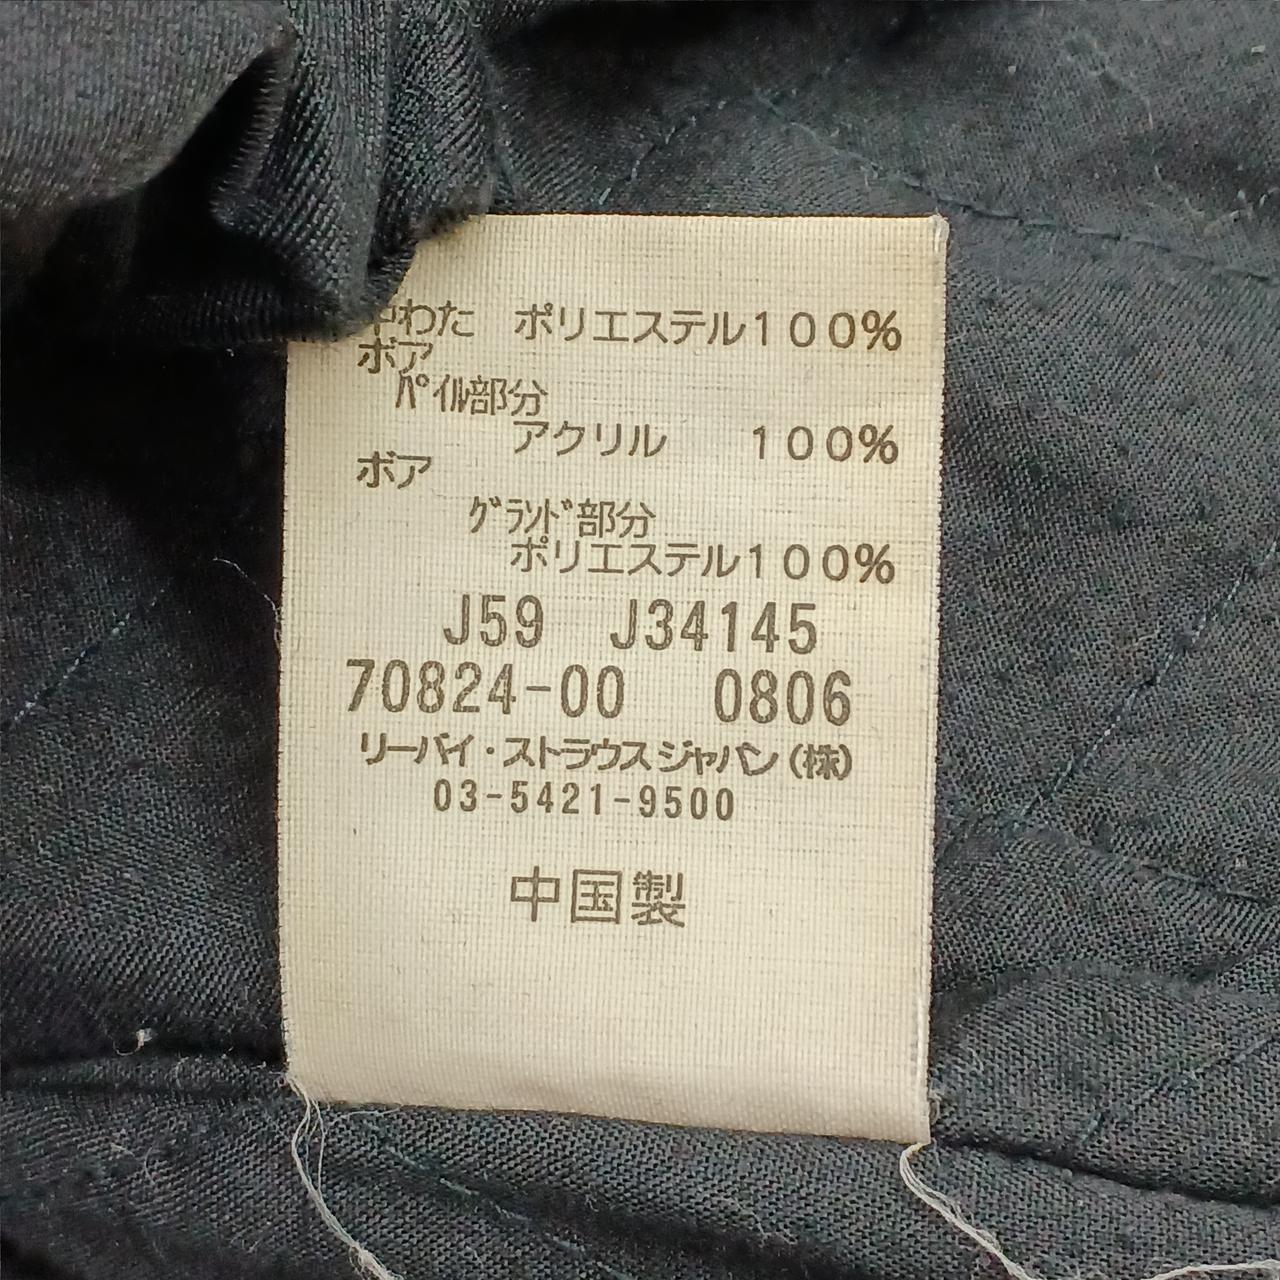 中わた ポリエステル100%
ボア
パイル部分
アクリル 100%
ボア
グランド部分
ポリエステル100%
J59 J34145
70824-00 0806
リーバイ・ストラウスジャパン(株)
03-5421-9500
中国製